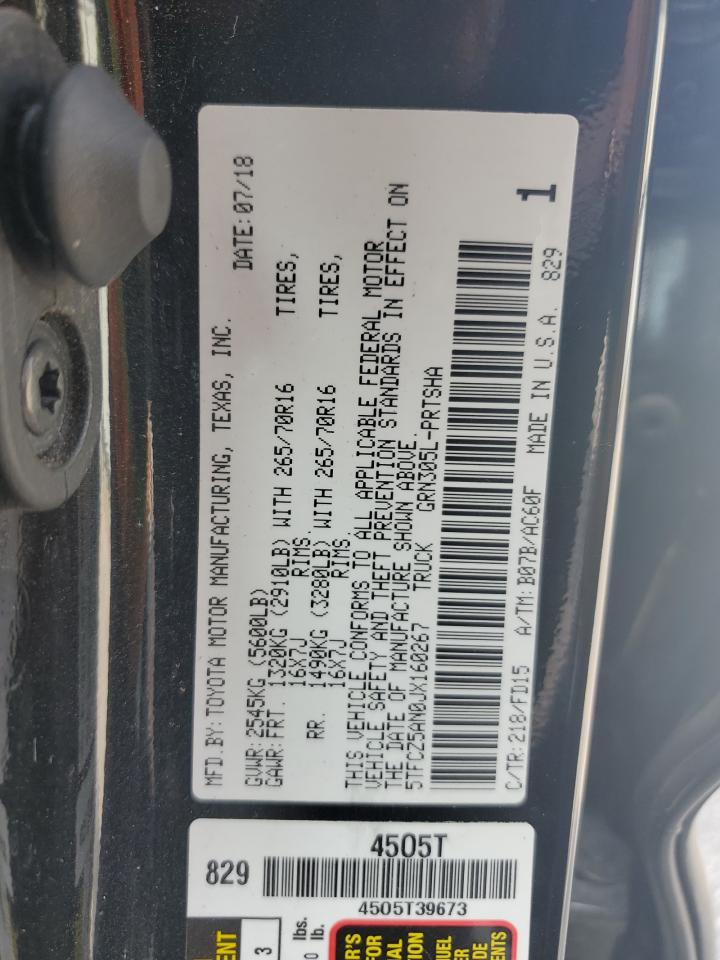 MFD.BY: TOYOTA MOTOR MANUFACTURING, TEXAS, INC.
DATE: 07/18
GVWR: 2545KG (5600LB)
GAWR: FRT. 1320KG (2910LB) WITH 265/70R16 TIRES,
16X7J RIMS.
RR. 1490KG (3280LB) WITH 265/70R16 TIRES,
16X7J RIMS.
THIS VEHICLE CONFORMS TO ALL APPLICABLE FEDERAL MOTOR
VEHICLE SAFETY AND THEFT PREVENTION STANDARDS IN EFFECT ON
THE DATE OF MANUFACTURE SHOWN ABOVE.
5TFCZ5AN0JX160267 TRUCK GRN305L-PRTSHA
C/TR: 218/FD15 A/TM: B07B/AC60F MADE IN U.S.A. 829
1
829
4505T
4505T39673
lbs.
lb.
3